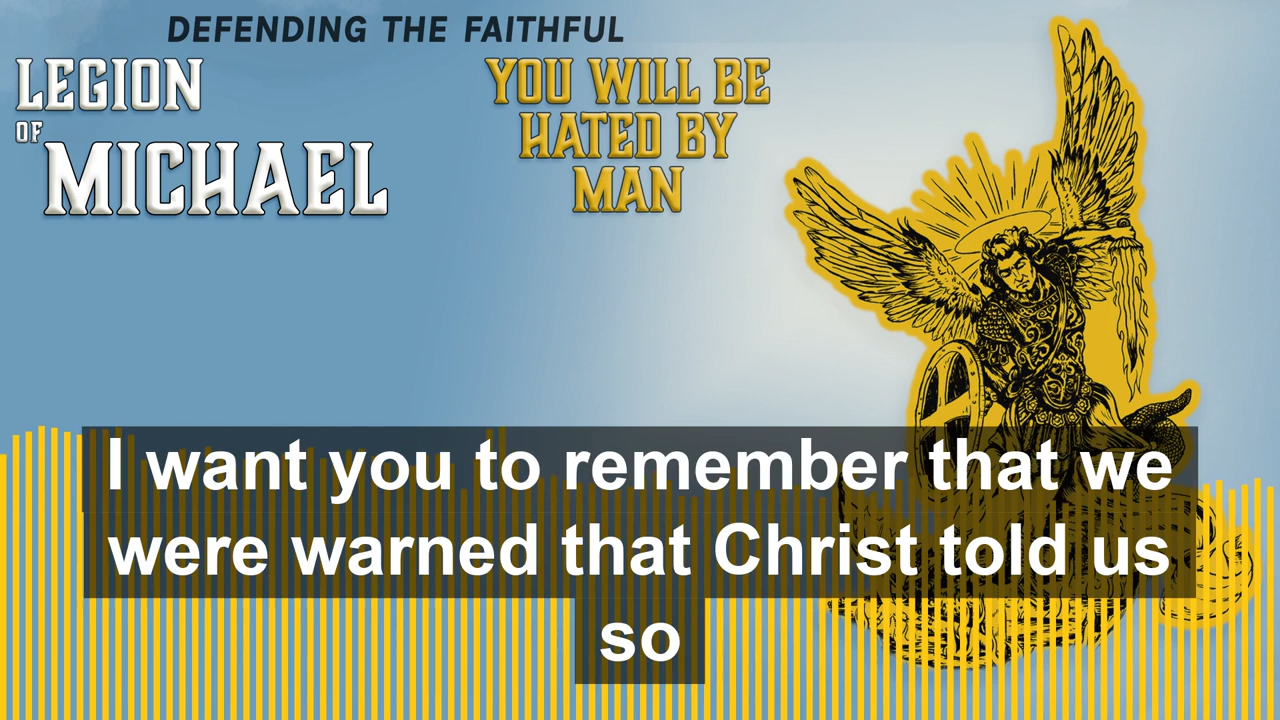 DEFENDING THE FAITHFUL
LEGION
OF
MICHAEL
YOU WILL BE
HATED BY
MAN
I want you to remember that we
were warned that Christ told us
so